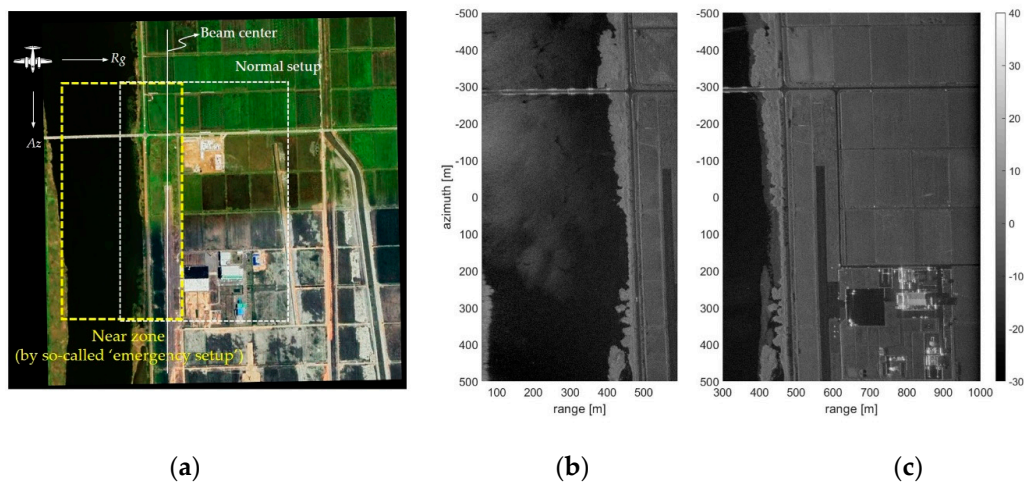 Beam center
Rg
Normal setup
Az
Near zone
(by so-called ‘emergency setup’)
-500
-400
-300
-200
-100
0
100
200
300
400
500
azimuth [m]
100 200 300 400 500
range [m]
-500
-400
-300
-200
-100
0
100
200
300
400
500
300 400 500 600 700 800 900 1000
range [m]
40
30
20
10
0
-10
-20
-30
(a) (b) (c)